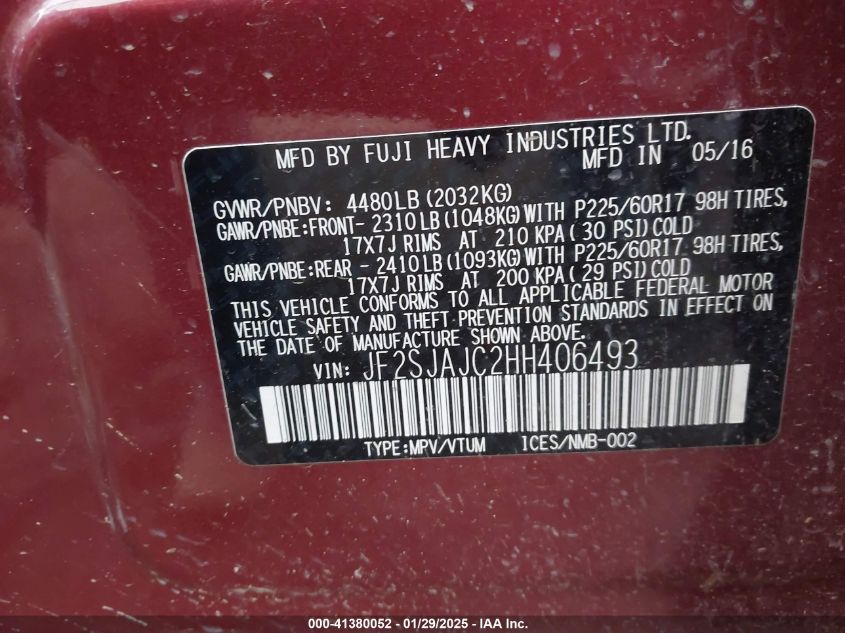 MFD BY FUJI HEAVY INDUSTRIES LTD.
MFD IN 05/16
GVWR/PNBV: 4480LB (2032KG)
GAWR/PNBE:FRONT- 2310LB (1048KG) WITH P225/60R17 98H TIRES,
17X7J RIMS AT 210 KPA ( 30 PSI) COLD
GAWR/PNBE:REAR - 2410LB (1093KG) WITH P225/60R17 98H TIRES,
17X7J RIMS AT 200 KPA ( 29 PSI) COLD
THIS VEHICLE CONFORMS TO ALL APPLICABLE FEDERAL MOTOR
VEHICLE SAFETY AND THEFT PREVENTION STANDARDS IN EFFECT ON
THE DATE OF MANUFACTURE SHOWN ABOVE.
VIN: JF2SJAJC2HH406493
TYPE:MPV/VTUM ICES/NMB-002
000-41380052 - 01/29/2025 - IAA Inc.